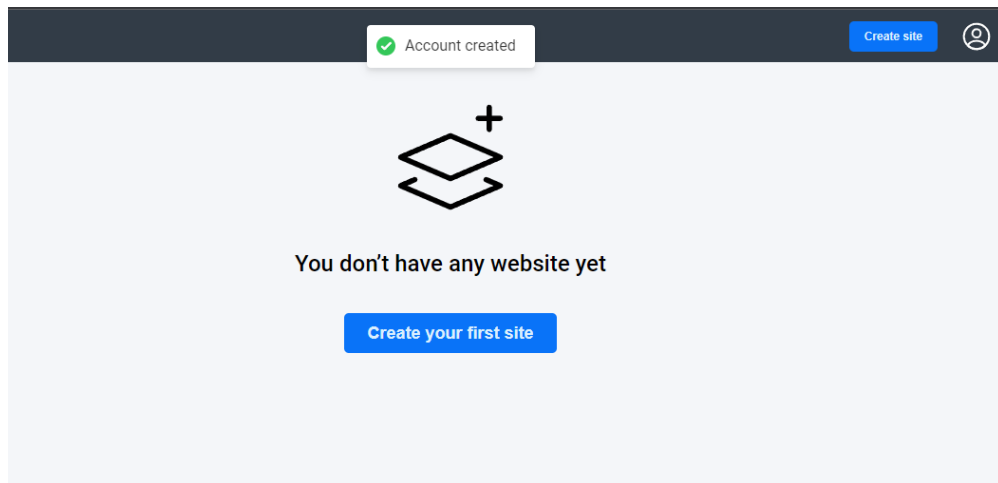 Account created
Create site
You don’t have any website yet
Create your first site